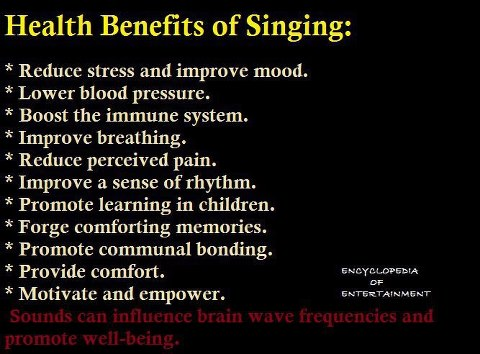 Health Benefits of Singing:
* Reduce stress and improve mood.
* Lower blood pressure.
* Boost the immune system.
* Improve breathing.
* Reduce perceived pain.
* Improve a sense of rhythm.
* Promote learning in children.
* Forge comforting memories.
* Promote communal bonding.
* Provide comfort.
* Motivate and empower.
ENCYCLOPEDIA
OF
ENTERTAINMENT
Sounds can influence brain wave frequencies and
promote well-being.